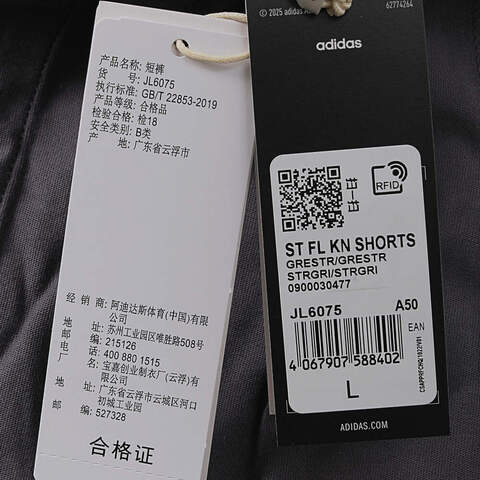 产品名称: 短裤
货 号: JL6075
执行标准: GB/T 22853-2019
产品等级: 合格品
检验合格: 检18
安全类别: B类
产 地: 广东省云浮市
经 销 商: 阿迪达斯体育(中国)有限公司
地 址: 苏州工业园区唯胜路508号
邮 编: 215126
电 话: 400 880 1515
厂 名: 宝嘉创业制衣厂(云浮)有限公司
地 址: 广东省云浮市云城区河口初城工业园
邮 编: 527328
合格证
© 2025 adidas
62774264
adidas
RFID
ST FL KN SHORTS
GRESTR/GRESTR
STRGRI/STRGRI
0900030477
JL6075 A50
EAN
4 067907 588402
L
ADIDAS.COM